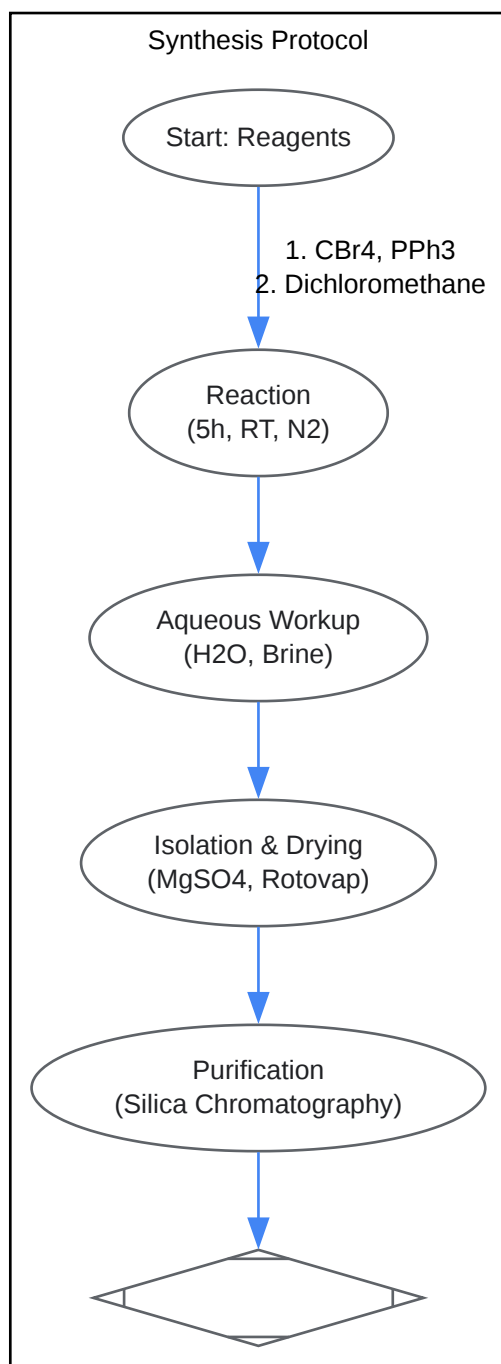 Synthesis Protocol
Start: Reagents
1. CBr4, PPh3
2. Dichloromethane
Reaction
(5h, RT, N2)
Aqueous Workup
(H2O, Brine)
Isolation & Drying
(MgSO4, Rotovap)
Purification
(Silica Chromatography)